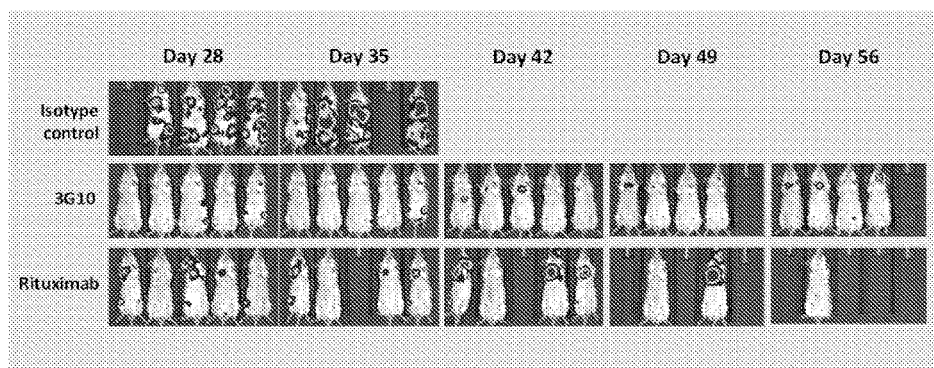 Day 28 Day 35 Day 42 Day 49 Day 56
Isotype
control
3G10
Rituximab